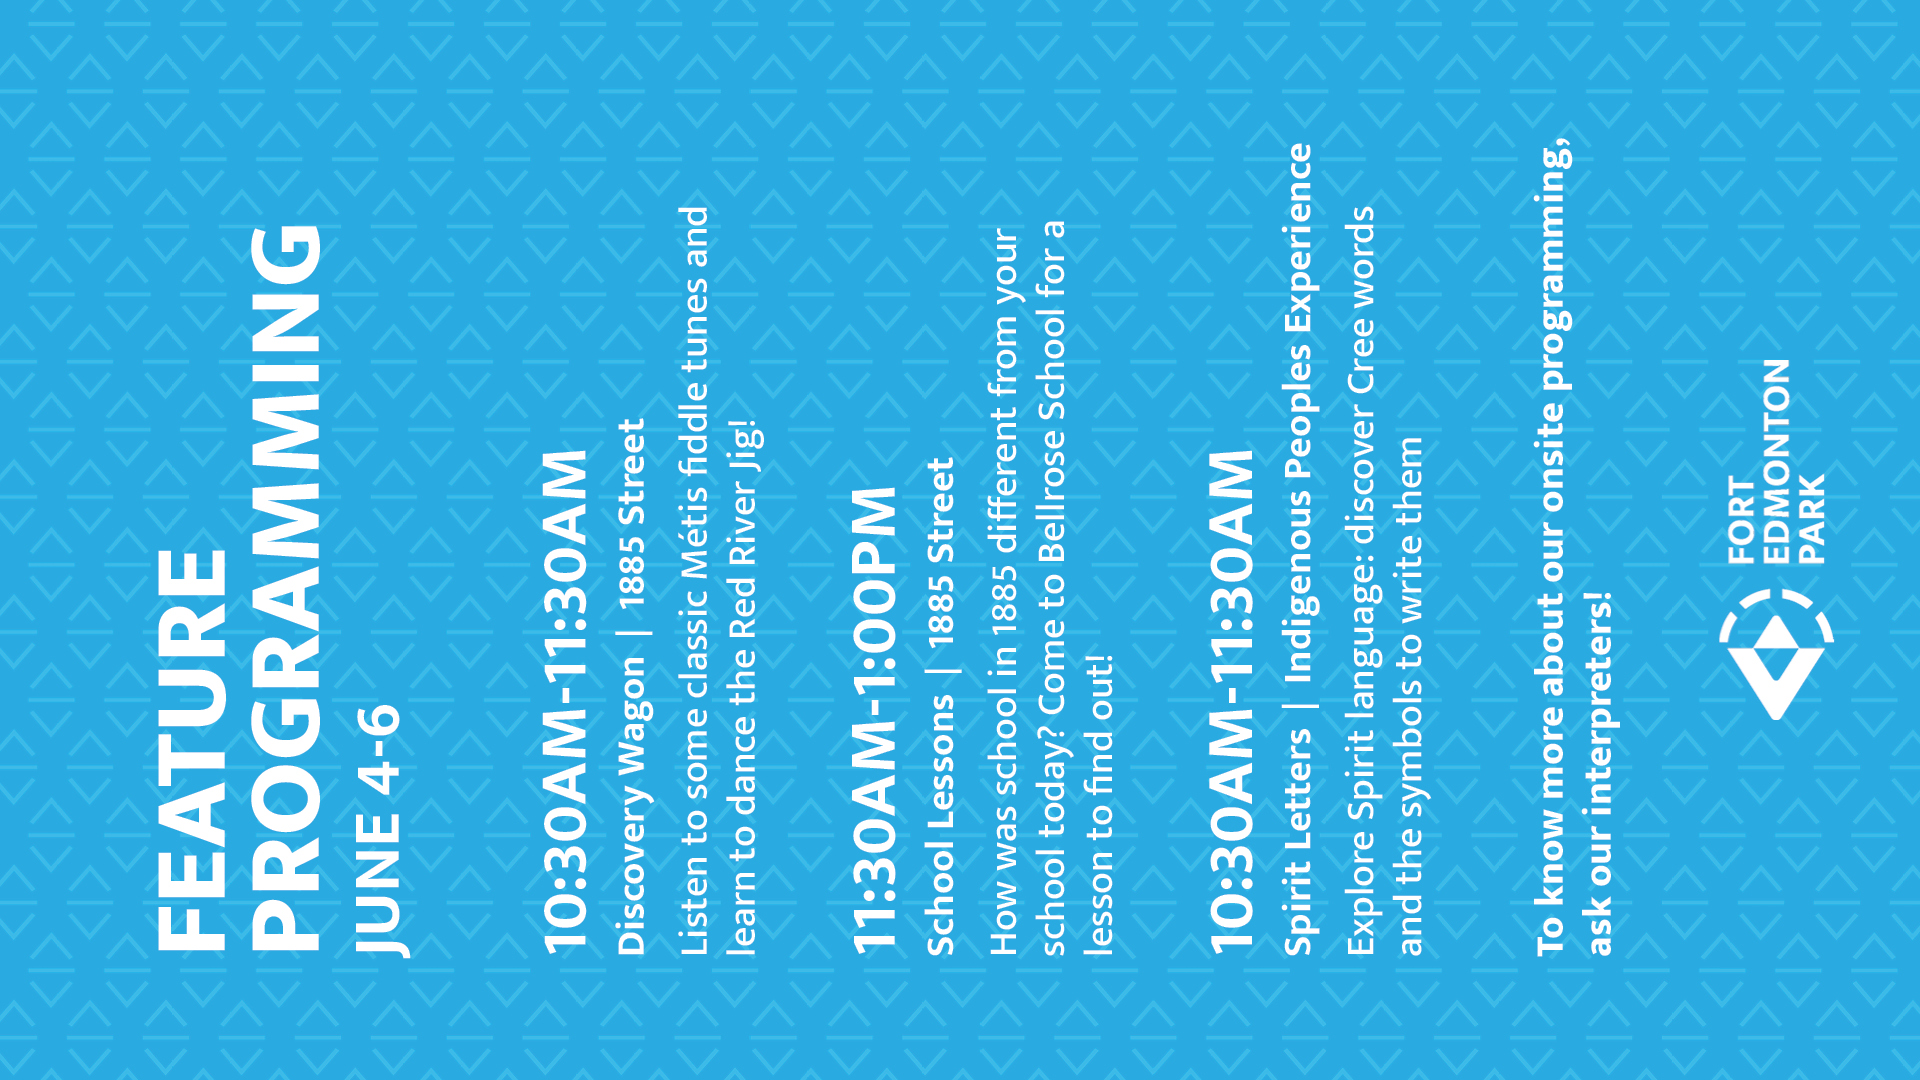 FEATURE
PROGRAMMING
JUNE 4-6
10:30AM-11:30AM
Discovery Wagon | 1885 Street
Listen to some classic Métis fiddle tunes and
learn to dance the Red River Jig!
11:30AM-1:00PM
School Lessons | 1885 Street
How was school in 1885 different from your
school today? Come to Bellrose School for a
lesson to find out!
10:30AM-11:30AM
Spirit Letters | Indigenous Peoples Experience
Explore Spirit language: discover Cree words
and the symbols to write them
To know more about our onsite programming,
ask our interpreters!
FORT
EDMONTON
PARK